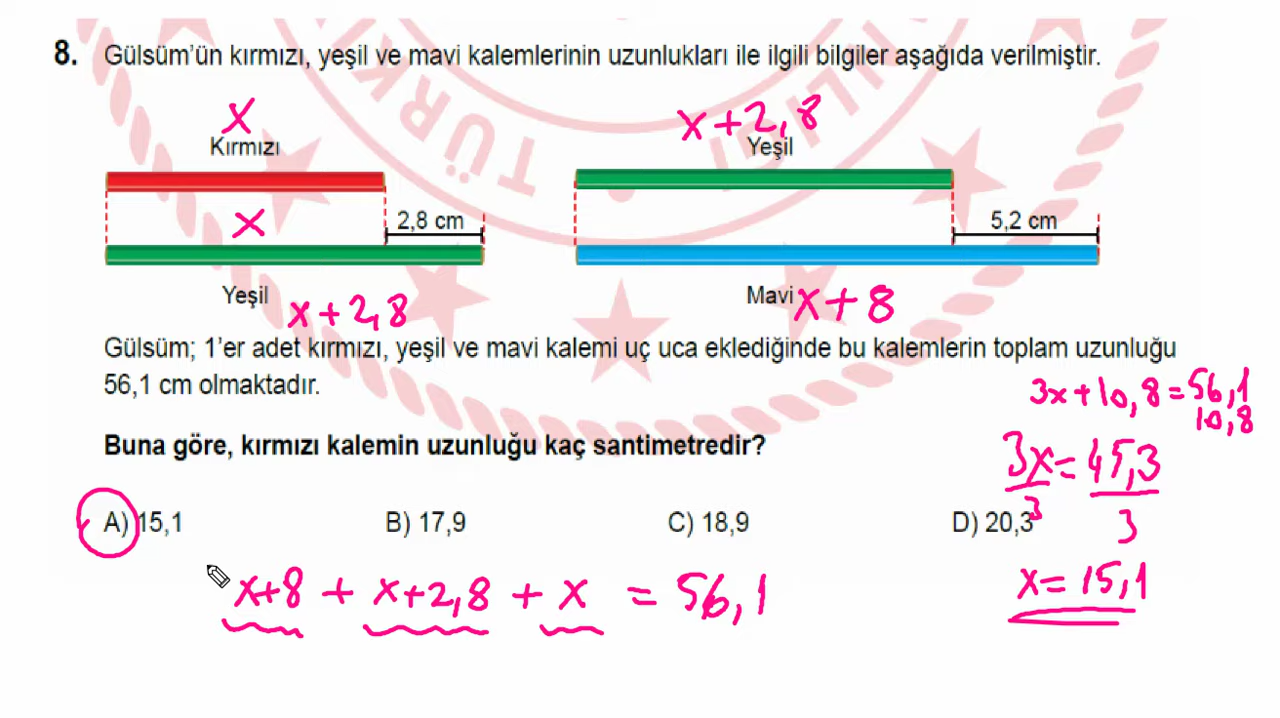 8. Gülsüm'ün kırmızı, yeşil ve mavi kalemlerinin uzunlukları ile ilgili bilgiler aşağıda verilmiştir.
x
x+2,8
Kırmızı
Yeşil
x
2,8 cm
5,2 cm
Yeşil
x+2,8
Mavi
x+8
Gülsüm; 1'er adet kırmızı, yeşil ve mavi kalemi uç uca eklediğinde bu kalemlerin toplam uzunluğu
56,1 cm olmaktadır.
3x+10,8=56,1
10,8
Buna göre, kırmızı kalemin uzunluğu kaç santimetredir?
3x=45,3
3 3
A) 15,1 B) 17,9 C) 18,9 D) 20,3
x=15,1
x+8 + x+2,8 + x = 56,1
TÜRK